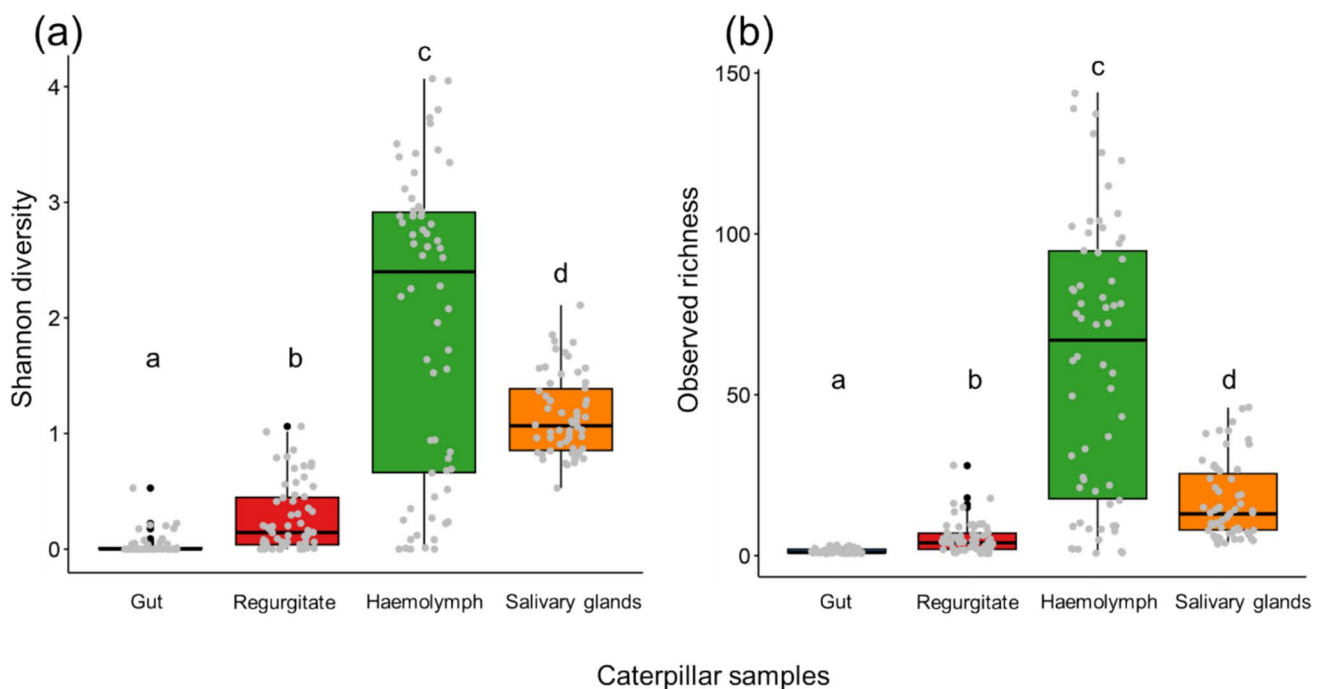 (a)
(b)
Shannon diversity
4
3
2
1
0
a
b
c
d
Gut
Regurgitate
Haemolymph
Salivary glands
Observed richness
150
100
50
0
a
b
c
d
Gut
Regurgitate
Haemolymph
Salivary glands
Caterpillar samples